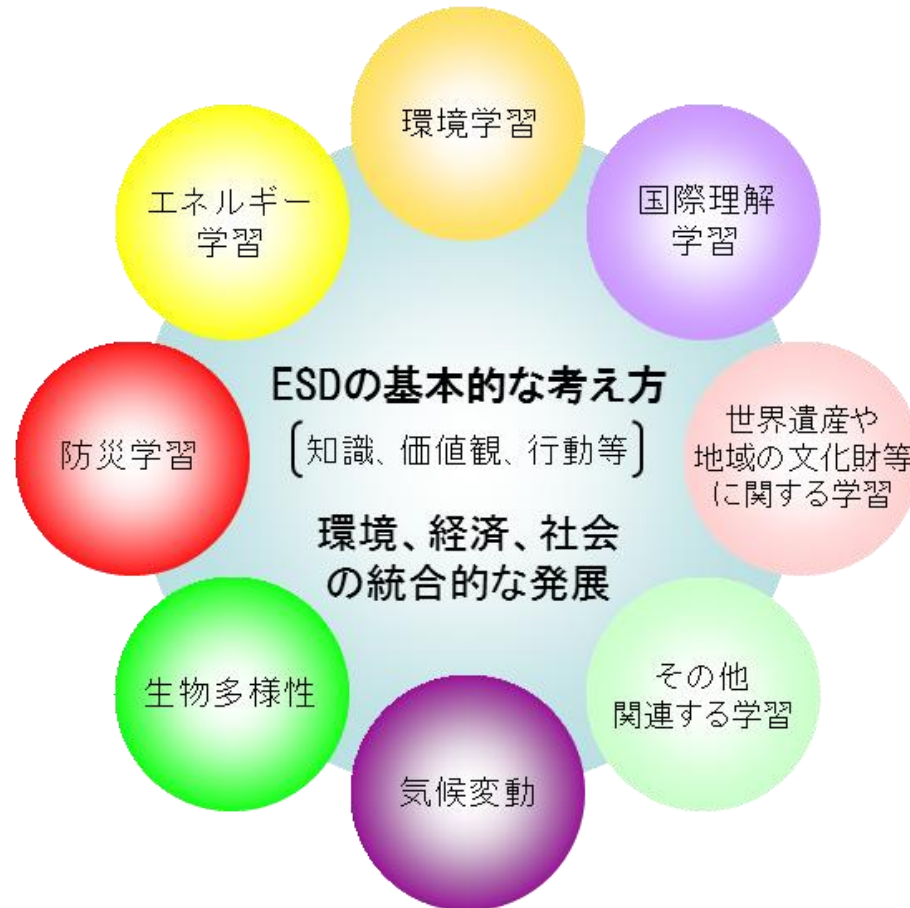 環境学習
エネルギー
学習
国際理解
学習
ESDの基本的な考え方
[知識、価値観、行動等]
環境、経済、社会
の統合的な発展
防災学習
世界遺産や
地域の文化財等
に関する学習
生物多様性
その他
関連する学習
気候変動